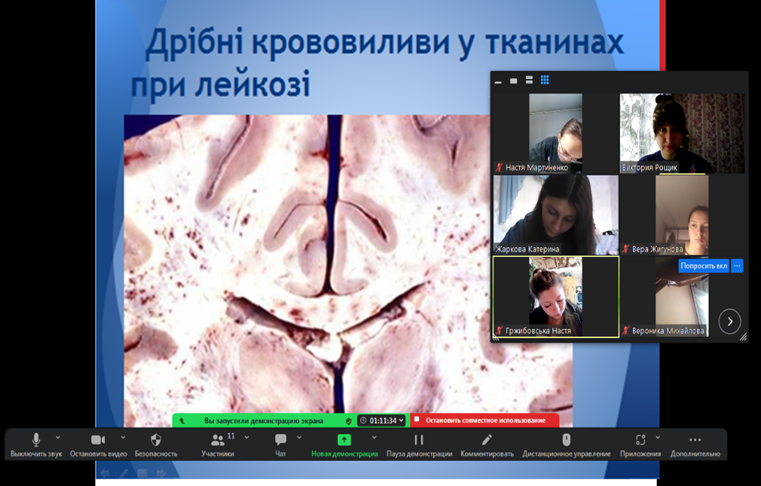 Дрібні крововиливи у тканинах
при лейкозі
Настя Мартиненко
Виктория Рощик
Жаркова Катерина
Вера Жигунова
Попросить вкл
Гржибовська Настя
Вероника Михайлова
Вы запустили демонстрацию экрана
01:11:34
Остановить совместное использование
11
Выключить звук
Остановить видео
Безопасность
Участники
Чат
Новая демонстрация
Пауза демонстрации
Комментировать
Дистанционное управление
Приложения
Дополнительно